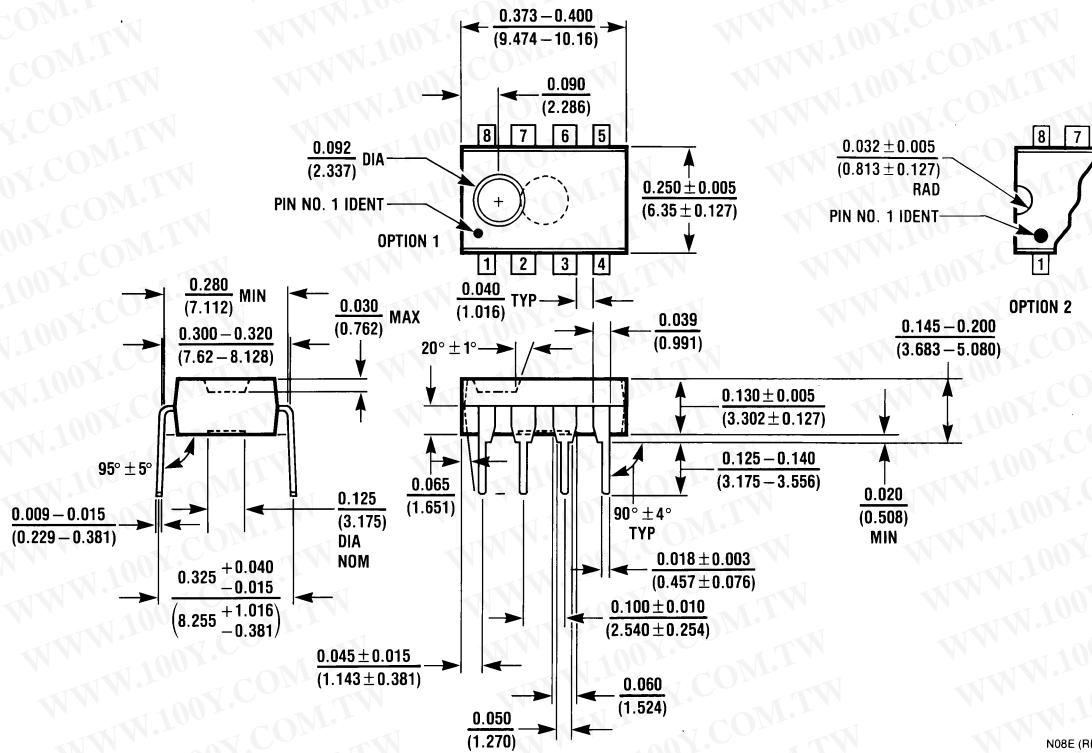 0.373 – 0.400
(9.474 – 10.16)
0.090
(2.286)
8 7 6 5
0.092
(2.337) DIA
PIN NO. 1 IDENT
OPTION 1
0.250 ± 0.005
(6.35 ± 0.127)
1 2 3 4
8 7
0.032 ± 0.005
(0.813 ± 0.127)
RAD
PIN NO. 1 IDENT
1
OPTION 2
0.280
(7.112) MIN
0.030
(0.762) MAX
0.300 – 0.320
(7.62 – 8.128)
0.040
(1.016) TYP
0.039
(0.991)
20° ± 1°
0.145 – 0.200
(3.683 – 5.080)
0.130 ± 0.005
(3.302 ± 0.127)
95° ± 5°
0.065
(1.651)
0.125 – 0.140
(3.175 – 3.556)
0.020
(0.508)
MIN
90° ± 4°
TYP
0.009 – 0.015
(0.229 – 0.381)
0.125
(3.175)
DIA
NOM
0.018 ± 0.003
(0.457 ± 0.076)
0.325 +0.040
−0.015
(8.255 +1.016
−0.381)
0.100 ± 0.010
(2.540 ± 0.254)
0.045 ± 0.015
(1.143 ± 0.381)
0.060
(1.524)
0.050
(1.270)
N08E
WWW.100Y.COM.TW